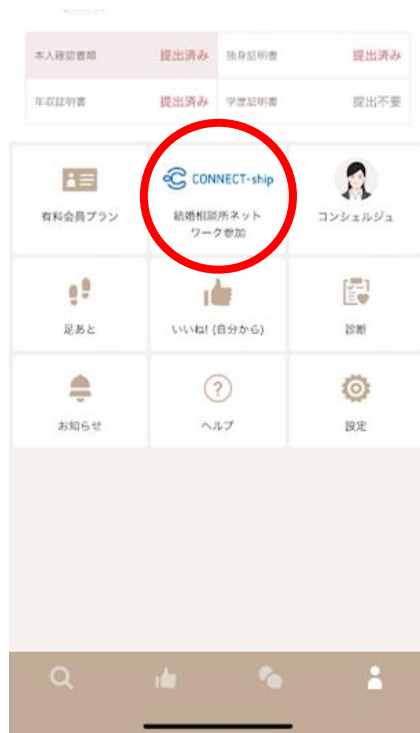 本人確認書類 提出済み 独身証明書 提出済み
年収証明書 提出済み 学歴証明書 提出不要
CONNECT-ship
有料会員プラン 結婚相談所ネット コンシェルジュ
ワーク参加
足あと いいね! (自分から) 診断
お知らせ ヘルプ 設定